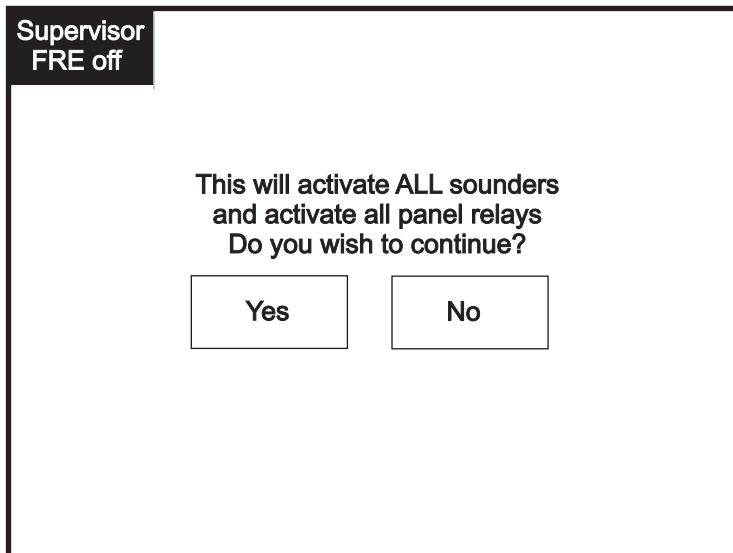 Supervisor
FRE off
This will activate ALL sounders
and activate all panel relays
Do you wish to continue?
Yes
No